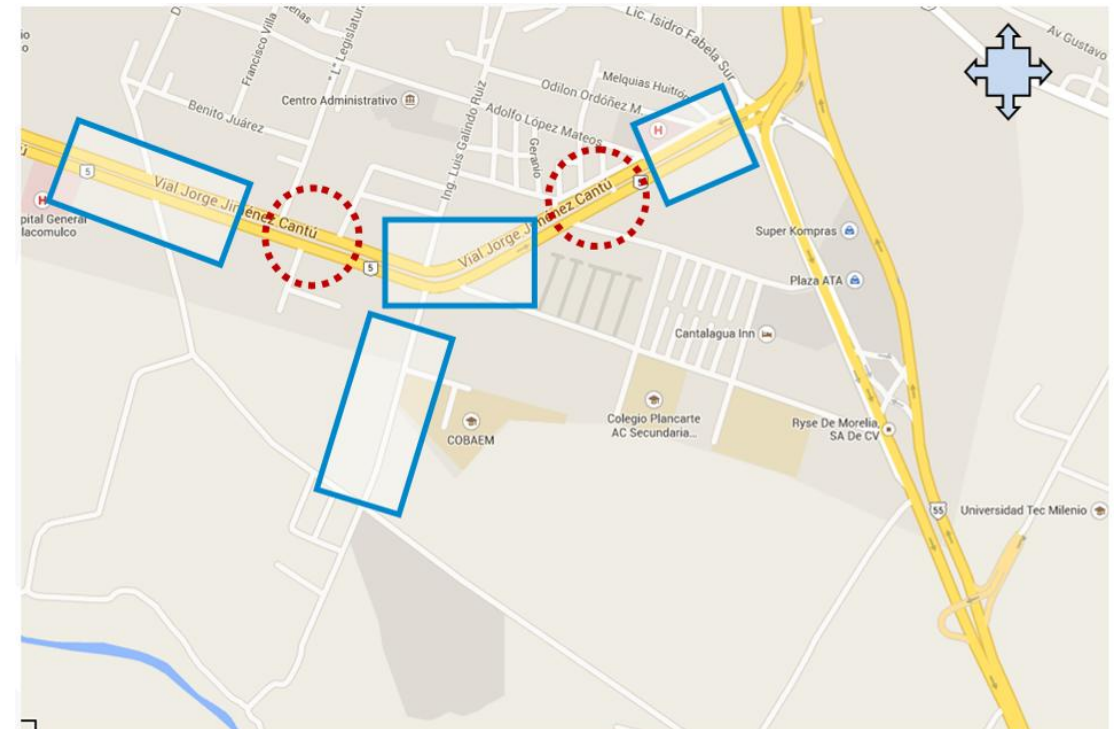 Lic. Isidro Fabela Sur
Av Gustavo
Francisco Villa
"L" Legislatura
Melquias Huitrón
Odilon Ordóñez M.
Centro Administrativo
Benito Juárez
Adolfo López Mateos
Ing. Luis Galindo Ruiz
Geranio
H
5
Vial Jorge Jiménez Cantú
5
H
Vial Jorge Jiménez Cantú
pital General
lacomulco
5
Super Kompras
Plaza ATA
Cantalagua Inn
Colegio Plancarte
AC Secundaria...
COBAEM
Ryse De Morelia,
SA De CV
55
Universidad Tec Milenio